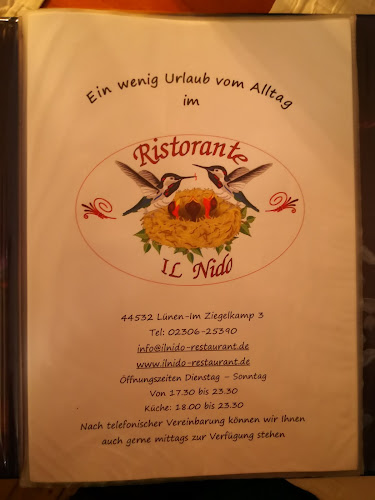 Ein wenig Urlaub vom Alltag
im
Ristorante
IL Nido
44532 Lünen-Im Ziegelkamp 3
Tel: 02306-25390
info@ilnido-restaurant.de
www.ilnido-restaurant.de
Öffnungszeiten Dienstag – Sonntag
Von 17.30 bis 23.30
Küche: 18.00 bis 23.30
Nach telefonischer Vereinbarung können wir Ihnen
auch gerne mittags zur Verfügung stehen